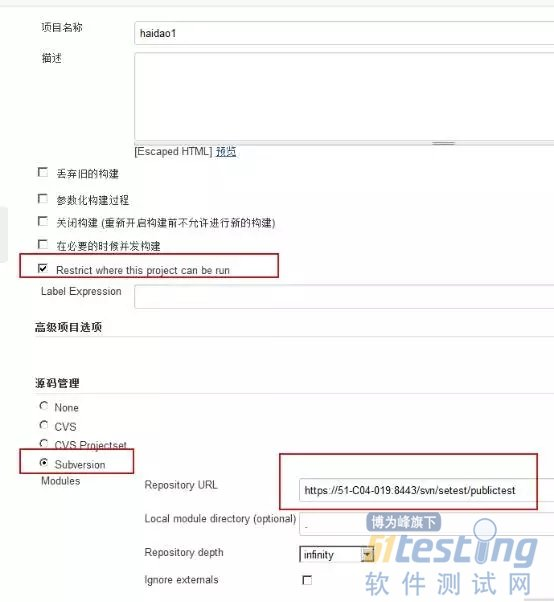 项目名称
haidao1
描述
[Escaped HTML] 预览
丢弃旧的构建
参数化构建过程
关闭构建 (重新开启构建前不允许进行新的构建)
在必要的时候并发构建
Restrict where this project can be run
Label Expression
高级项目选项
源码管理
None
CVS
CVS Projectset
Subversion
Modules
Repository URL
https://51-C04-019:8443/svn/setest/publictest
Local module directory (optional)
.
博为峰旗下
51testing
Repository depth
infinity
Ignore externals
软件测试网